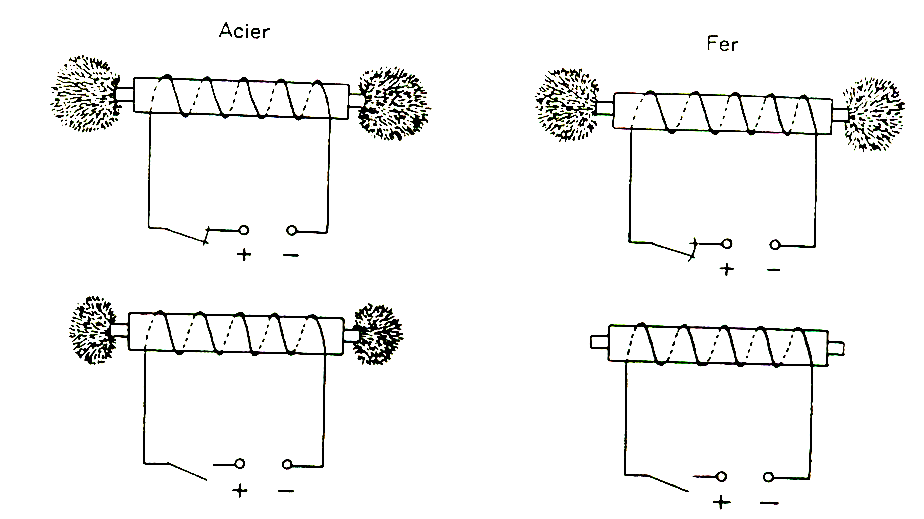 Acier
Fer
+ −
+ −
+ −
+ −